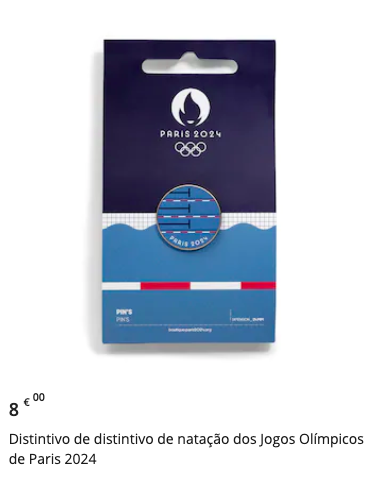 PARIS 2024
PARIS 2024
PIN'S
PINS
8 € 00
Distintivo de distintivo de natação dos Jogos Olímpicos
de Paris 2024